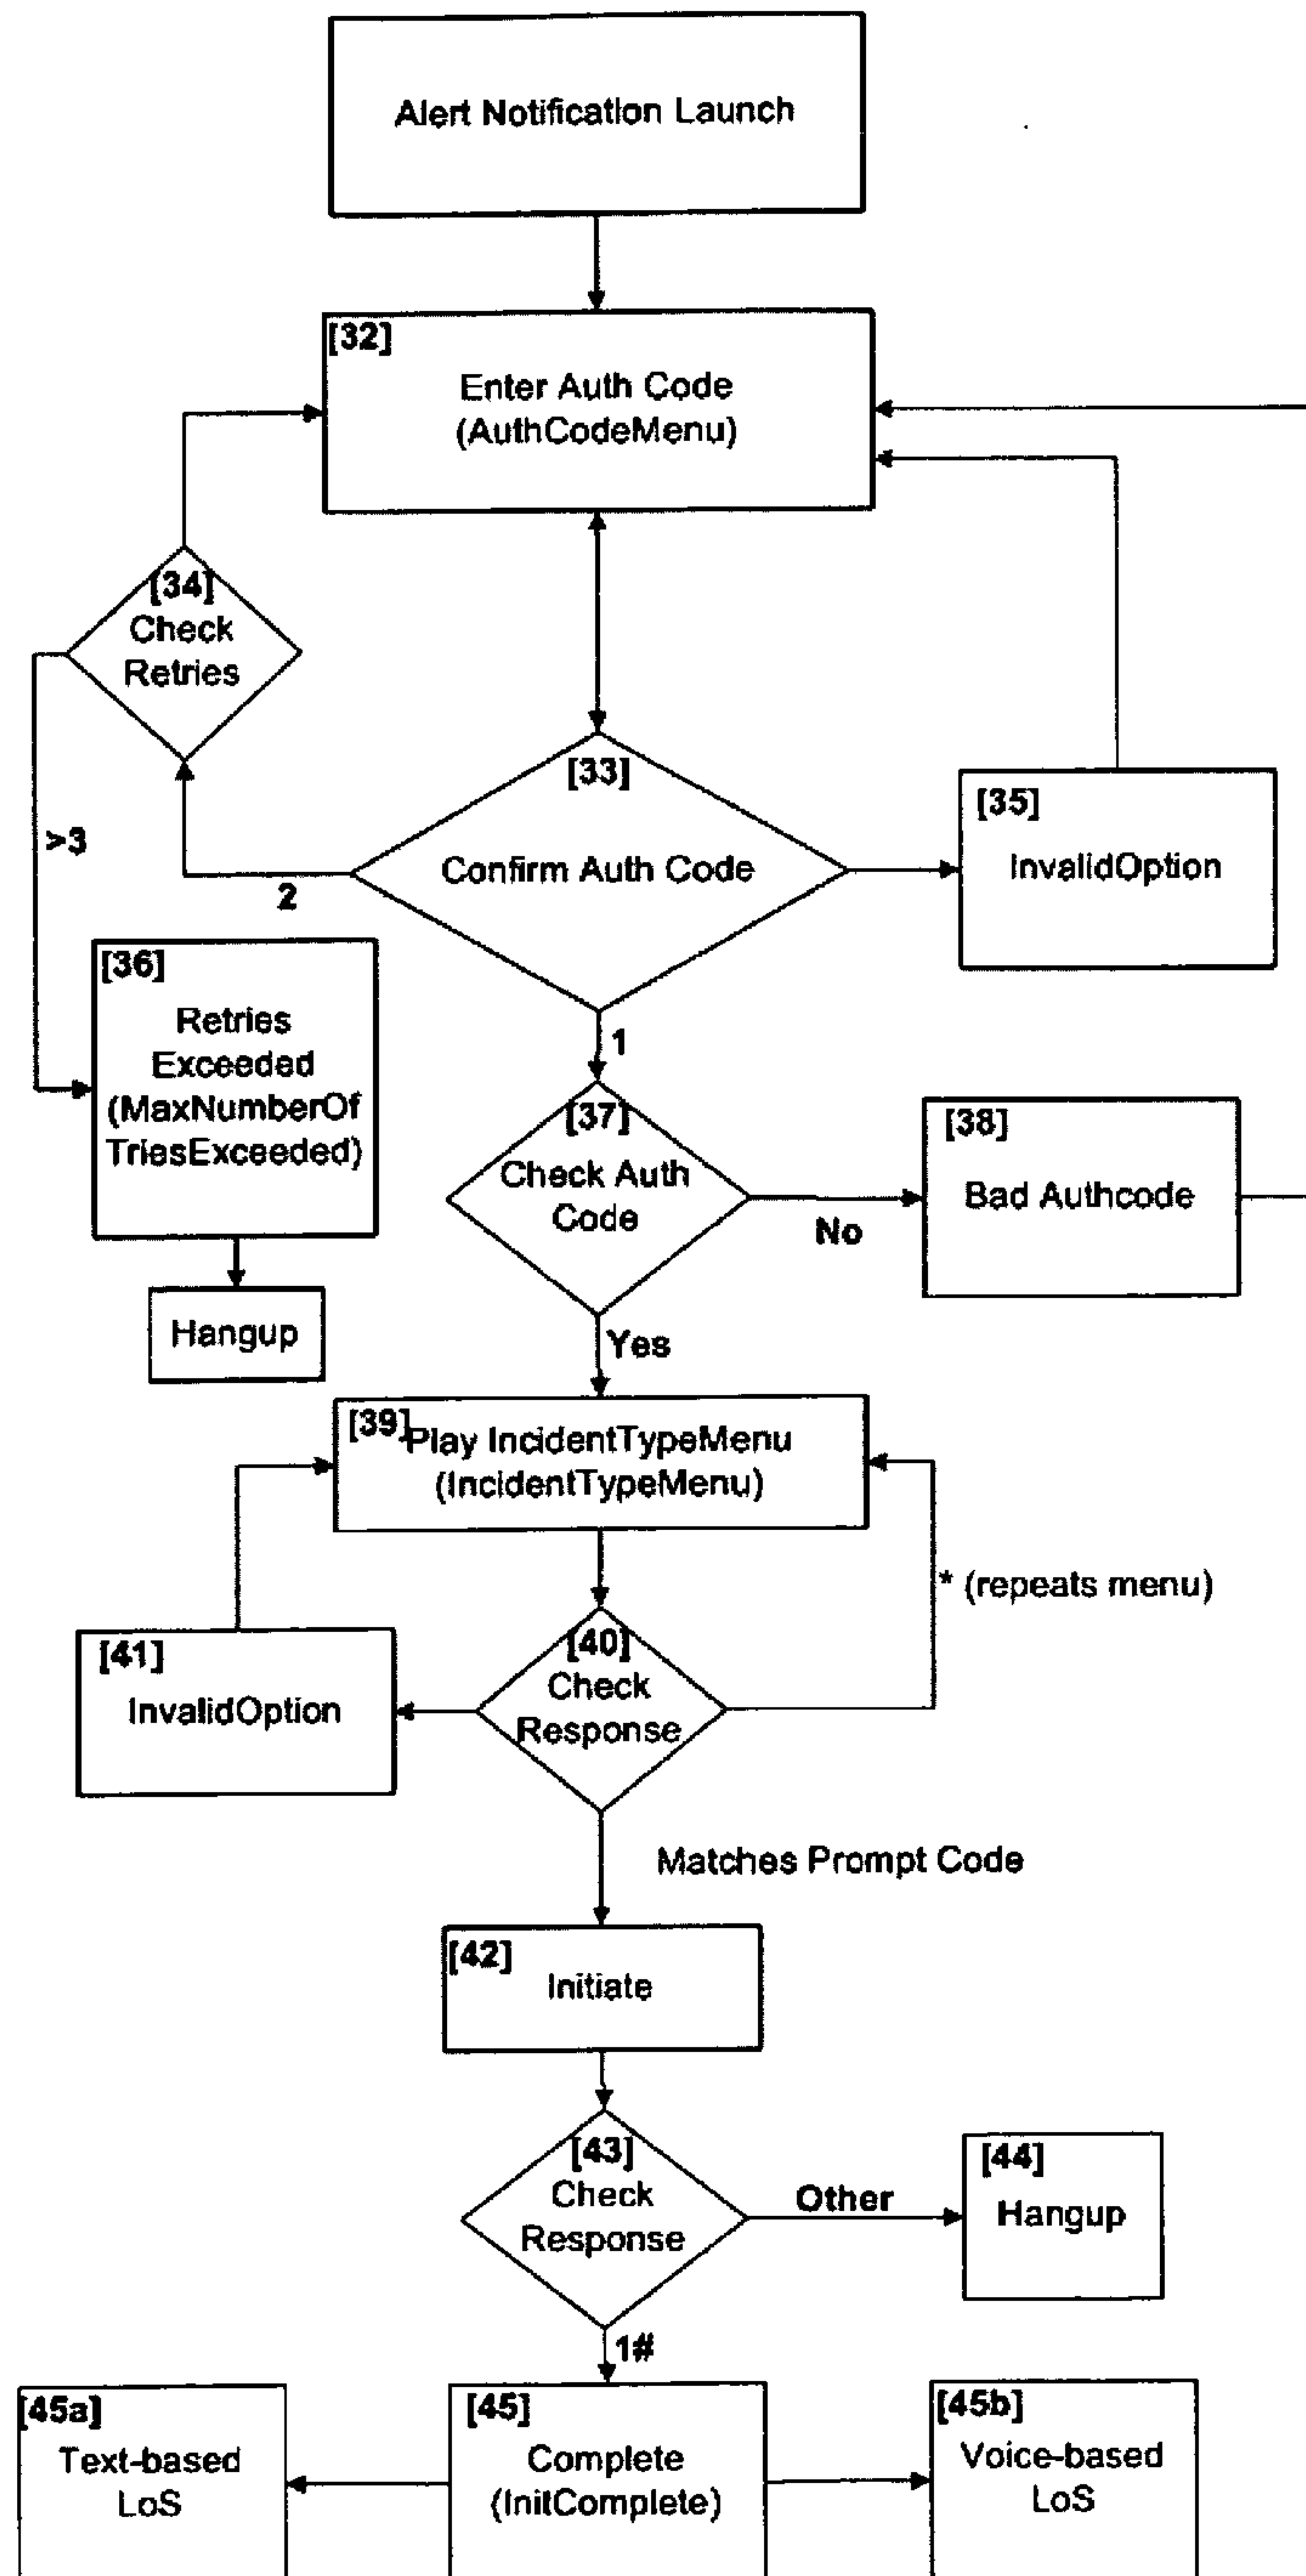 Alert Notification Launch
[32]
Enter Auth Code
(AuthCodeMenu)
[34]
Check
Retries
[33]
Confirm Auth Code
[35]
InvalidOption
>3
2
[36]
Retries
Exceeded
(MaxNumberOf
TriesExceeded)
1
[37]
Check Auth
Code
[38]
Bad Authcode
No
Hangup
Yes
[39]
Play IncidentTypeMenu
(IncidentTypeMenu)
* (repeats menu)
[40]
Check
Response
[41]
InvalidOption
Matches Prompt Code
[42]
Initiate
[43]
Check
Response
Other
[44]
Hangup
1#
[45a]
Text-based
LoS
[45]
Complete
(InitComplete)
[45b]
Voice-based
LoS